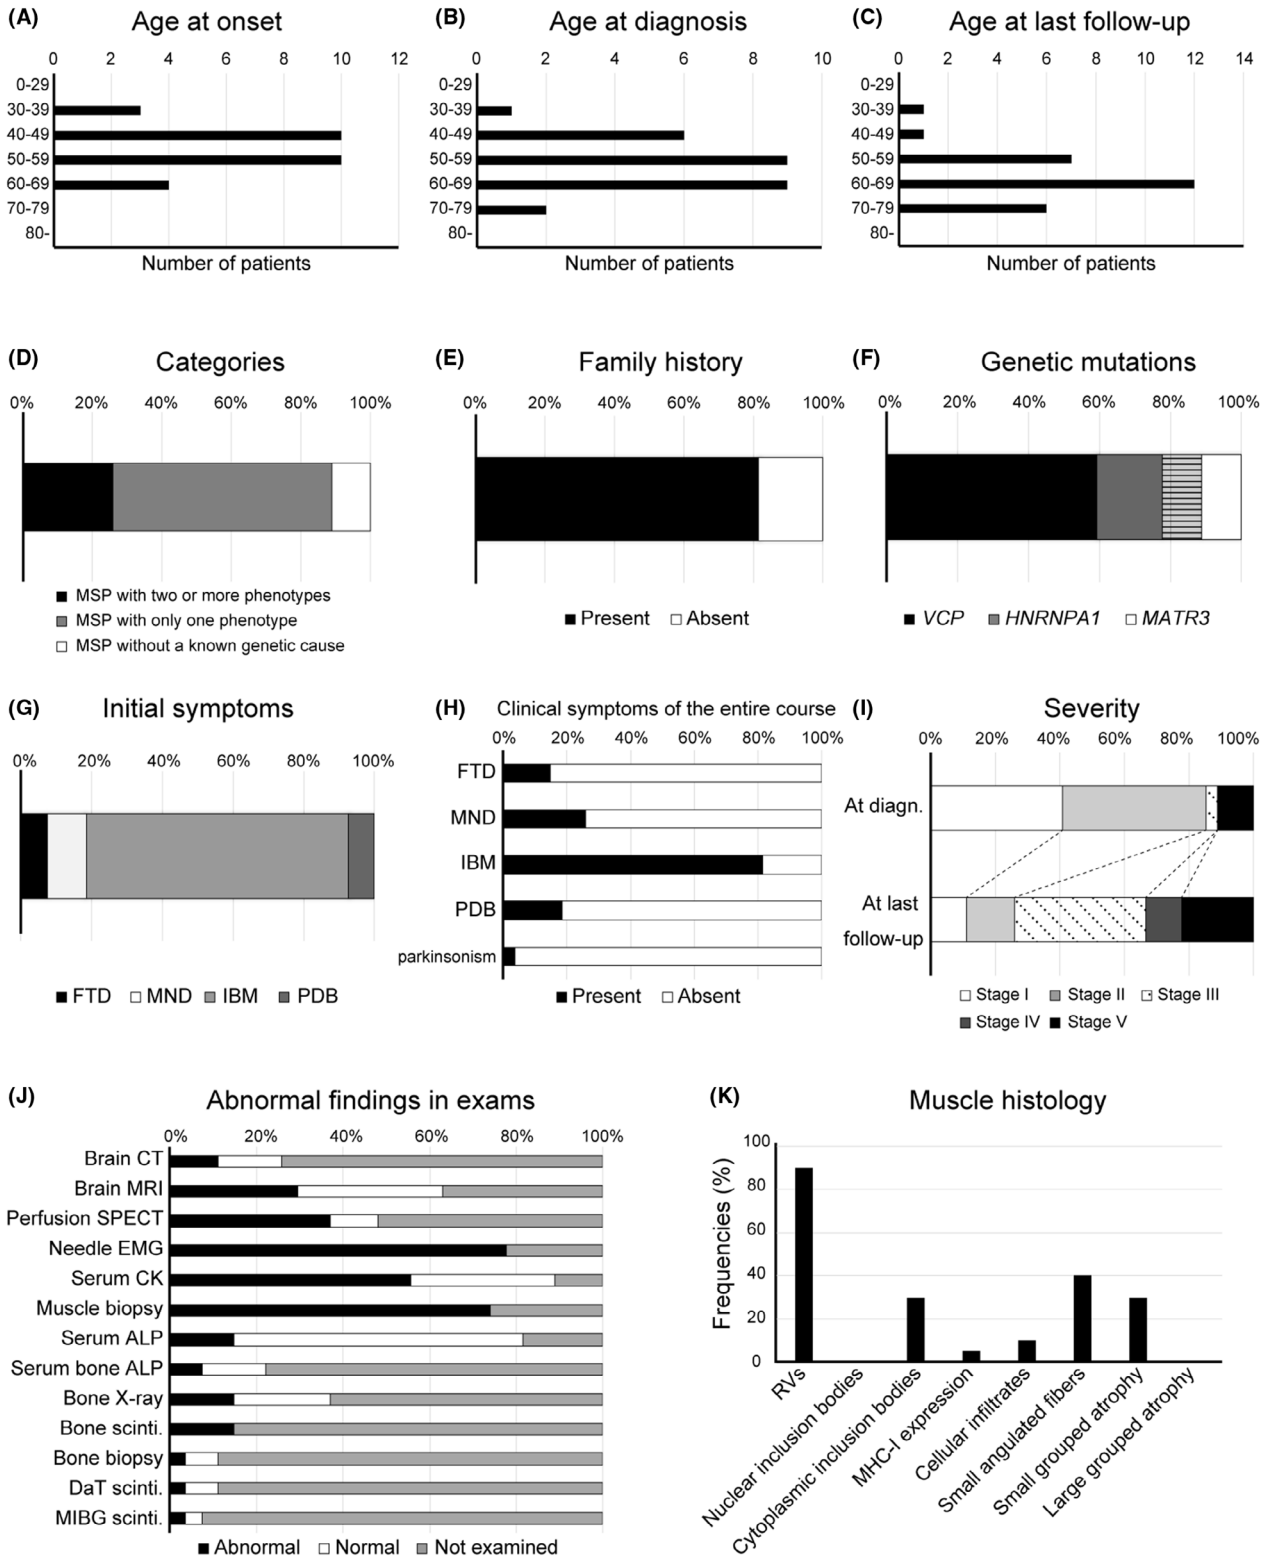 (A) Age at onset
0 2 4 6 8 10 12
0-29
30-39
40-49
50-59
60-69
70-79
80-
Number of patients
(B) Age at diagnosis
0 2 4 6 8 10
0-29
30-39
40-49
50-59
60-69
70-79
80-
Number of patients
(C) Age at last follow-up
0 2 4 6 8 10 12 14
0-29
30-39
40-49
50-59
60-69
70-79
80-
Number of patients
(D) Categories
0% 20% 40% 60% 80% 100%
MSP with two or more phenotypes
MSP with only one phenotype
MSP without a known genetic cause
(E) Family history
0% 20% 40% 60% 80% 100%
Present Absent
(F) Genetic mutations
0% 20% 40% 60% 80% 100%
VCP HNRNPA1 MATR3
(G) Initial symptoms
0% 20% 40% 60% 80% 100%
FTD MND IBM PDB
(H) Clinical symptoms of the entire course
0% 20% 40% 60% 80% 100%
FTD
MND
IBM
PDB
parkinsonism
Present Absent
(I) Severity
0% 20% 40% 60% 80% 100%
At diagn.
At last
follow-up
Stage I Stage II Stage III
Stage IV Stage V
(J) Abnormal findings in exams
0% 20% 40% 60% 80% 100%
Brain CT
Brain MRI
Perfusion SPECT
Needle EMG
Serum CK
Muscle biopsy
Serum ALP
Serum bone ALP
Bone X-ray
Bone scinti.
Bone biopsy
DaT scinti.
MIBG scinti.
Abnormal Normal Not examined
(K) Muscle histology
Frequencies (%)
100
80
60
40
20
0
RVs
Nuclear inclusion bodies
Cytoplasmic inclusion bodies
MHC-I expression
Cellular infiltrates
Small angulated fibers
Small grouped atrophy
Large grouped atrophy